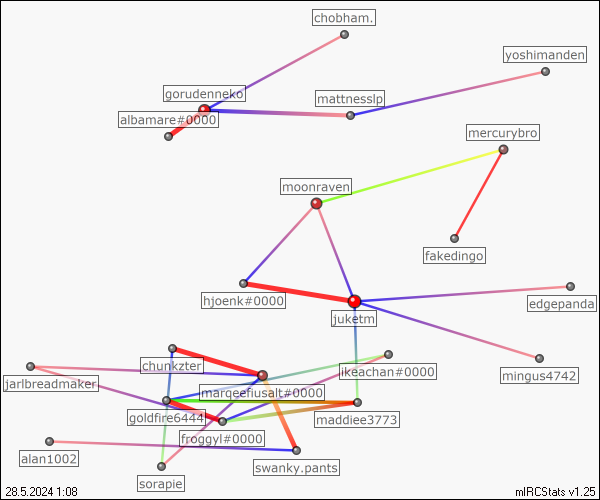 chobham.
yoshimanden
gorudenneko
mattnesslp
albamare#0000
mercurybro
moonraven
fakedingo
hjoenk#0000
edgepanda
juketm
chunkzter
ikeachan#0000
mingus4742
jarlbreadmaker
marqeefiusalt#0000
goldfire6444
maddiee3773
froggyl#0000
alan1002
swanky.pants
sorapie
28.5.2024 1:08
mIRCStats v1.25